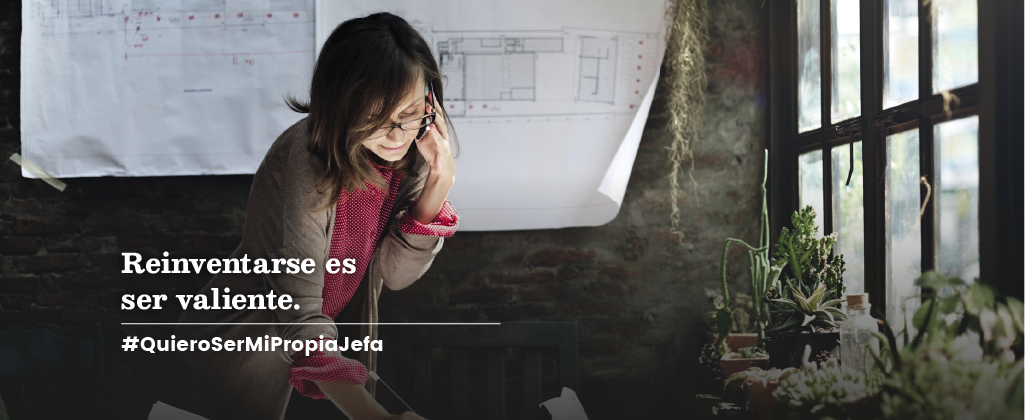 Reinventarse es
ser valiente.
#QuieroSerMiPropiaJefa